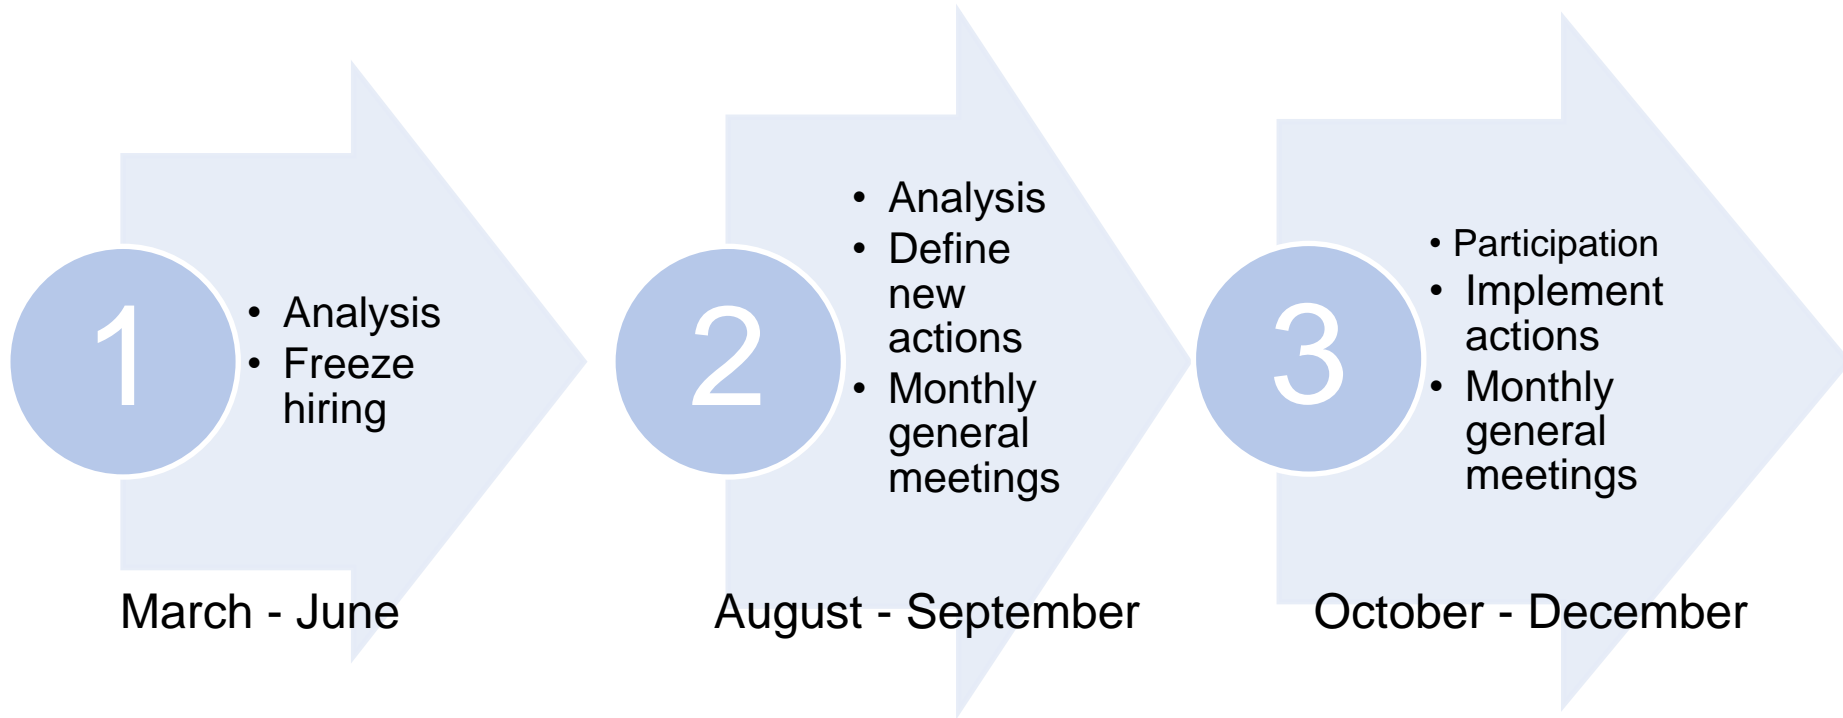 1
• Analysis
• Freeze
hiring
March - June
2
• Analysis
• Define
new
actions
• Monthly
general
meetings
August - September
3
• Participation
• Implement
actions
• Monthly
general
meetings
October - December